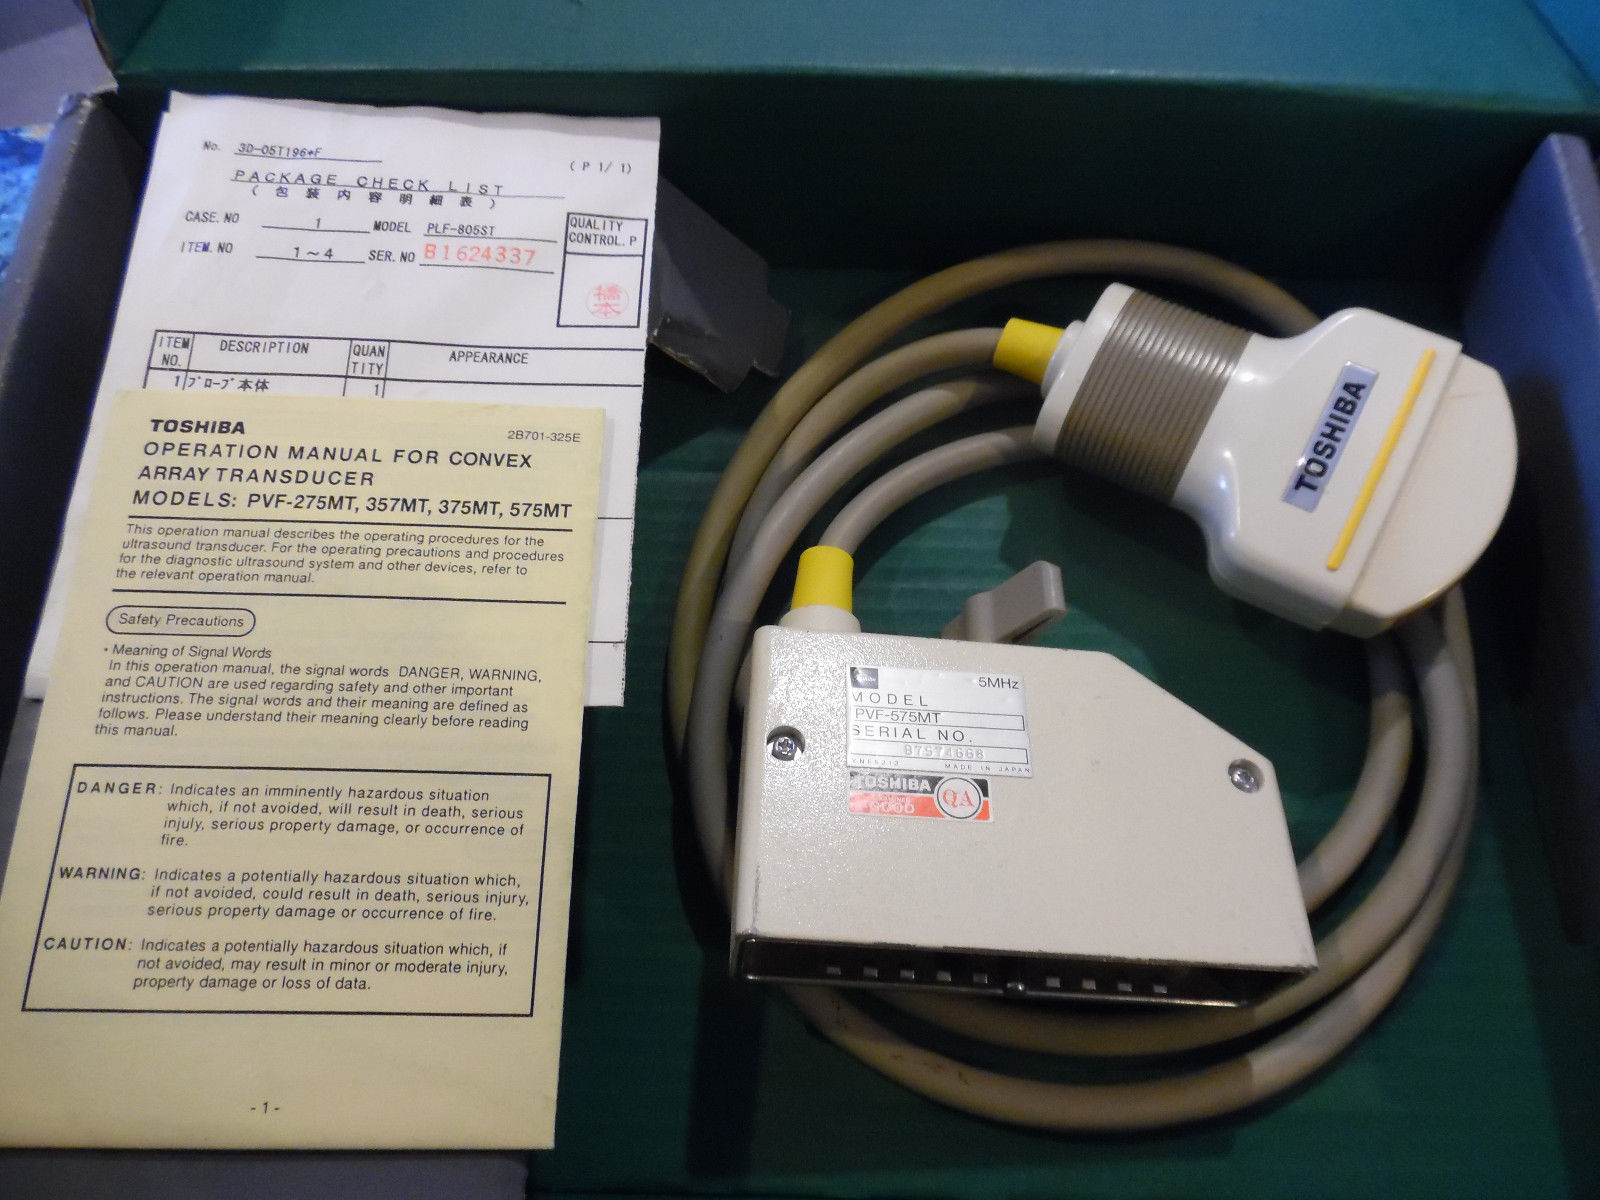 No. 3D-05T196*F
( P 1/ 1)
PACKAGE CHECK LIST
( 包 装 内 容 明 細 表 )
CASE. NO 1 MODEL PLF-805ST
ITEM. NO 1～4 SER. NO B1624337
QUALITY
CONTROL. P
橋
本
ITEM NO. DESCRIPTION QUAN TITY APPEARANCE
1 ﾌﾟﾛｰﾌﾞ本体 1
TOSHIBA
2B701-325E
OPERATION MANUAL FOR CONVEX
ARRAY TRANSDUCER
MODELS: PVF-275MT, 357MT, 375MT, 575MT
This operation manual describes the operating procedures for the
ultrasound transducer. For the operating precautions and procedures
for the diagnostic ultrasound system and other devices, refer to
the relevant operation manual.
Safety Precautions
• Meaning of Signal Words
In this operation manual, the signal words DANGER, WARNING,
and CAUTION are used regarding safety and other important
instructions. The signal words and their meaning are defined as
follows. Please understand their meaning clearly before reading
this manual.
DANGER: Indicates an imminently hazardous situation
which, if not avoided, will result in death, serious
injuly, serious property damage, or occurrence of
fire.
WARNING: Indicates a potentially hazardous situation which,
if not avoided, could result in death, serious injury,
serious property damage or occurrence of fire.
CAUTION: Indicates a potentially hazardous situation which, if
not avoided, may result in minor or moderate injury,
property damage or loss of data.
- 1 -
TOSHIBA
5MHz
MODEL
PVF-575MT
SERIAL NO.
B7574668
MADE IN JAPAN
TOSHIBA
QA